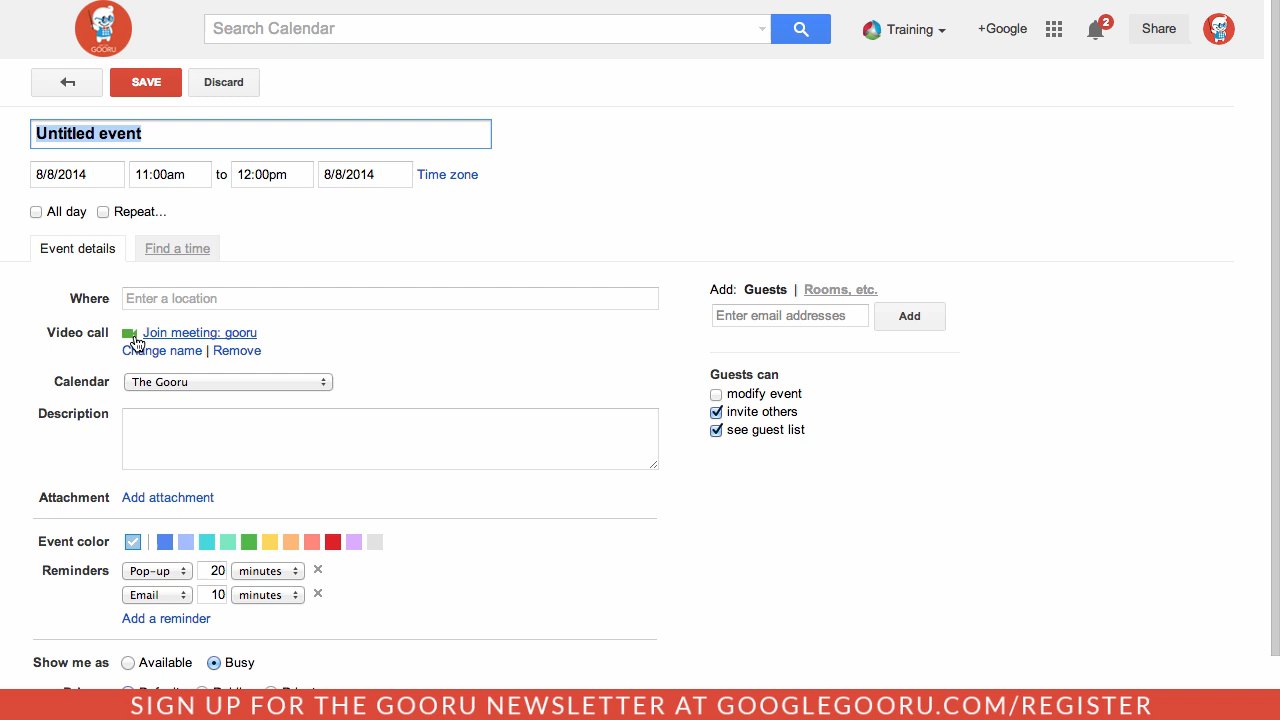 GOORU
Search Calendar
Training
+Google
2
Share
SAVE
Discard
Untitled event
8/8/2014 11:00am to 12:00pm 8/8/2014 Time zone
All day Repeat...
Event details Find a time
Where Enter a location
Add: Guests | Rooms, etc.
Enter email addresses Add
Video call Join meeting: gooru
Change name | Remove
Calendar The Gooru
Guests can
modify event
invite others
see guest list
Description
Attachment Add attachment
Event color
Reminders Pop-up 20 minutes
Email 10 minutes
Add a reminder
Show me as Available Busy
SIGN UP FOR THE GOORU NEWSLETTER AT GOOGLEGOORU.COM/REGISTER